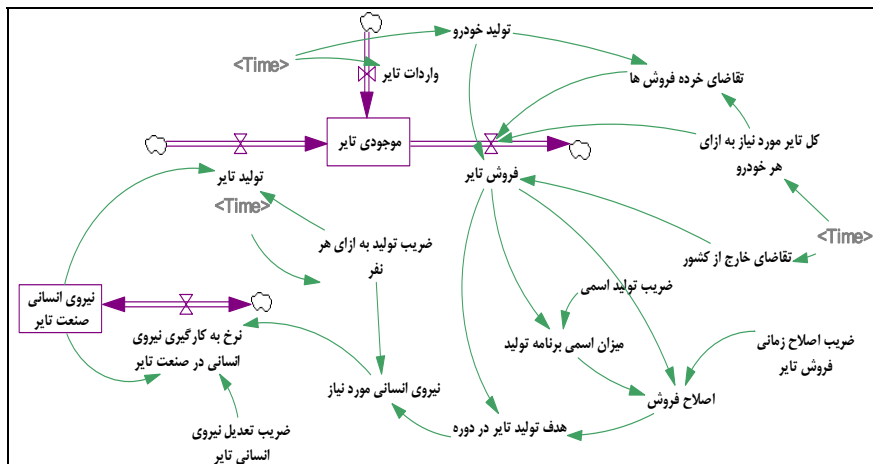 تولید خودرو
<Time>
واردات تایر
تقاضای خرده فروش ها
موجودی تایر
کل تایر مورد نیاز به ازای
هر خودرو
تولید تایر
فروش تایر
<Time>
ضریب تولید به ازای هر
نفر
<Time>
تقاضای خارج از کشور
نیروی انسانی
صنعت تایر
ضریب تولید اسمی
نرخ به کارگیری نیروی
انسانی در صنعت تایر
میزان اسمی برنامه تولید
ضریب اصلاح زمانی
فروش تایر
نیروی انسانی مورد نیاز
اصلاح فروش
هدف تولید تایر در دوره
ضریب تعدیل نیروی
انسانی تایر